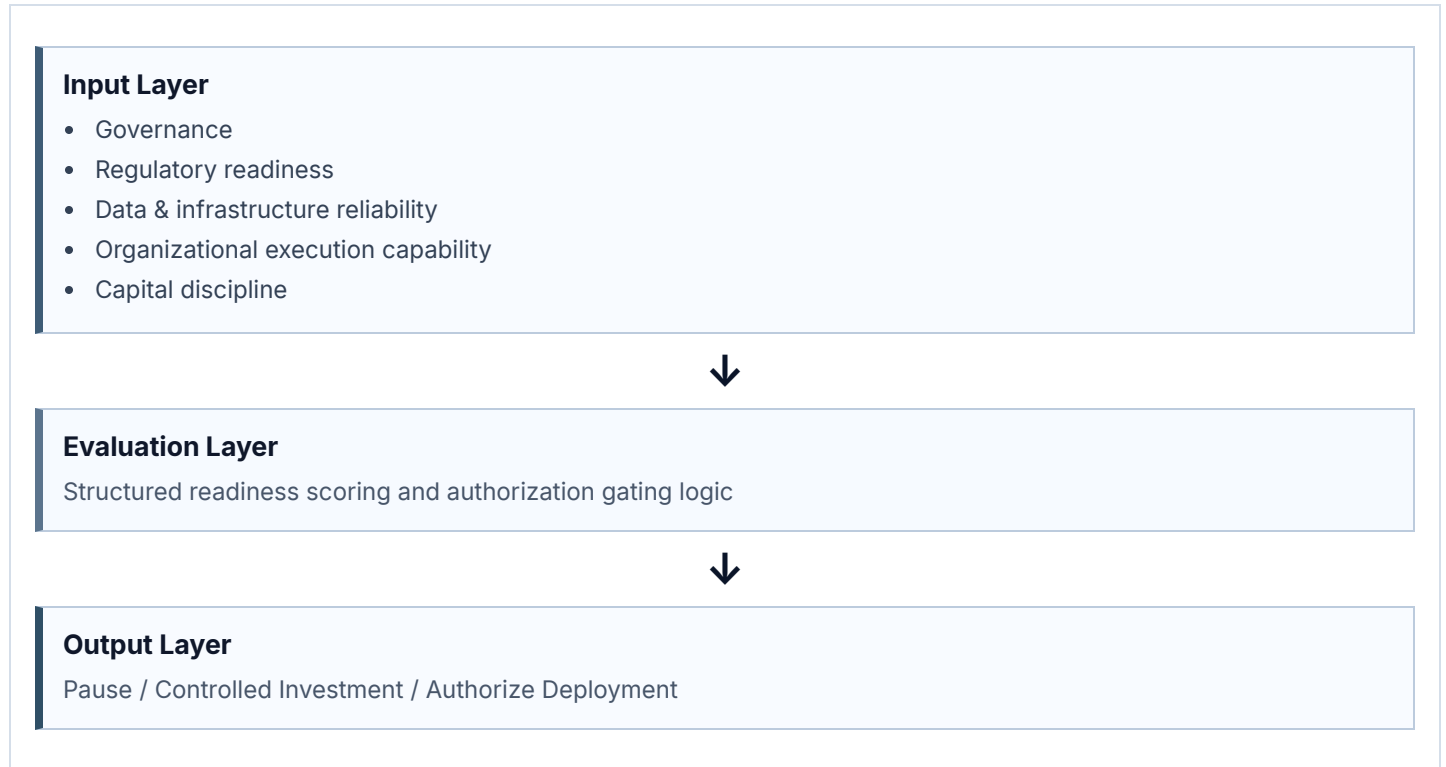 Input Layer
• Governance
• Regulatory readiness
• Data & infrastructure reliability
• Organizational execution capability
• Capital discipline
↓
Evaluation Layer
Structured readiness scoring and authorization gating logic
↓
Output Layer
Pause / Controlled Investment / Authorize Deployment